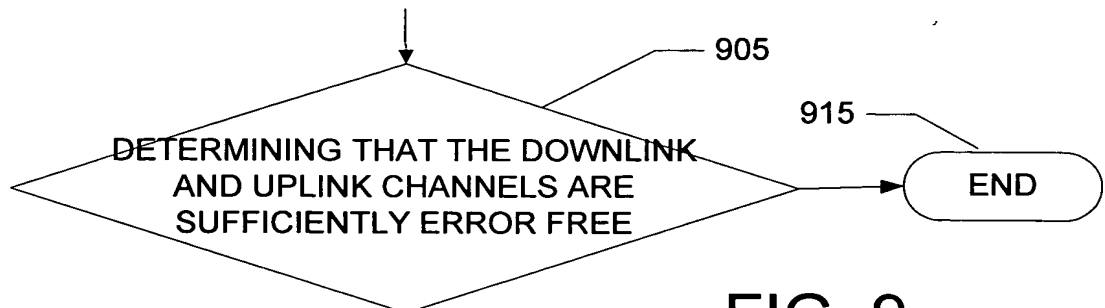 905
915
DETERMINING THAT THE DOWNLINK
AND UPLINK CHANNELS ARE
SUFFICIENTLY ERROR FREE
END